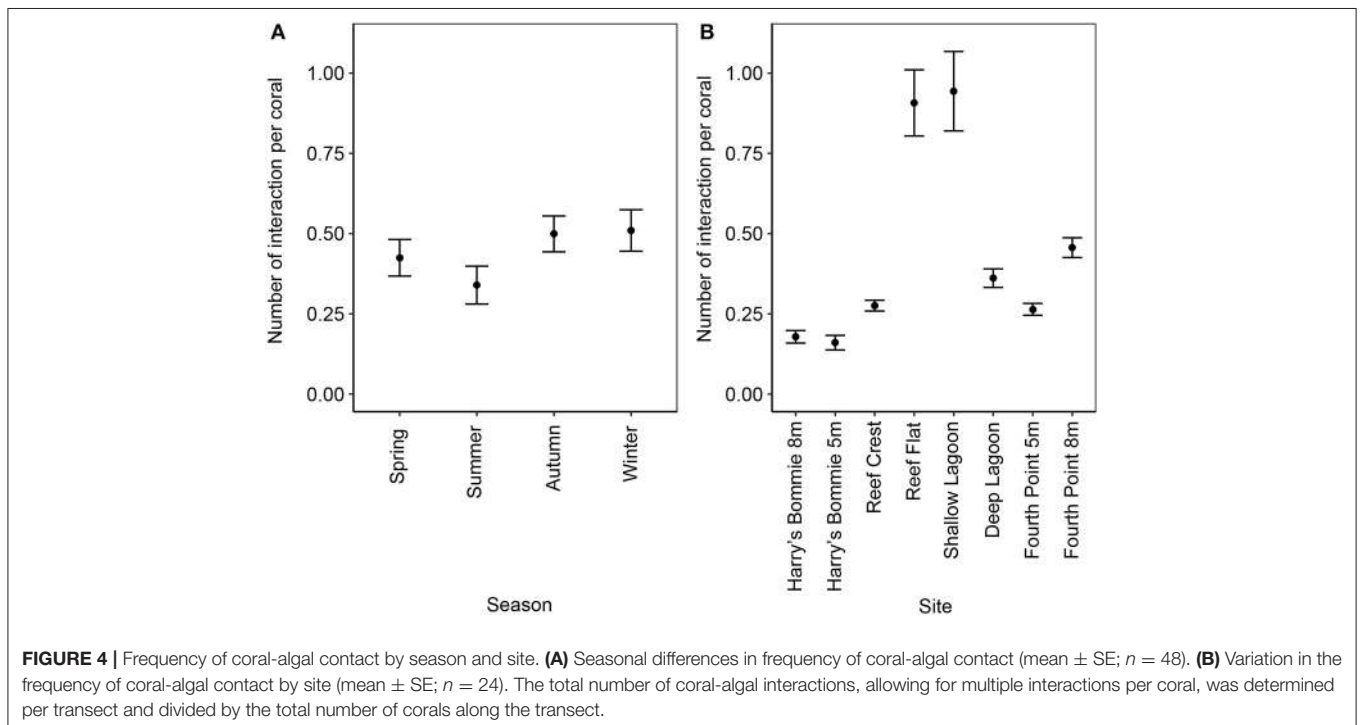 A
Number of interaction per coral
1.00
0.75
0.50
0.25
0.00
Spring
Summer
Autumn
Winter
Season
B
Number of interaction per coral
1.00
0.75
0.50
0.25
0.00
Harry's Bommie 8m
Harry's Bommie 5m
Reef Crest
Reef Flat
Shallow Lagoon
Deep Lagoon
Fourth Point 5m
Fourth Point 8m
Site
FIGURE 4 | Frequency of coral-algal contact by season and site. (A) Seasonal differences in frequency of coral-algal contact (mean ± SE; n = 48). (B) Variation in the
frequency of coral-algal contact by site (mean ± SE; n = 24). The total number of coral-algal interactions, allowing for multiple interactions per coral, was determined
per transect and divided by the total number of corals along the transect.